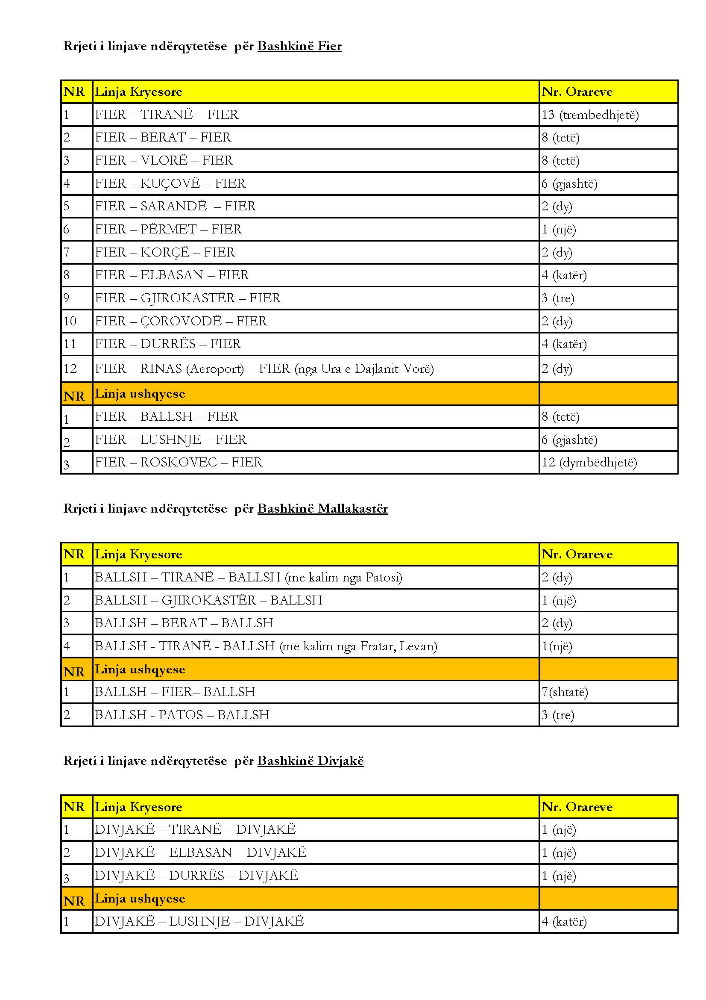 Rrjeti i linjave ndërqytetëse  për Bashkinë Fier
NR Linja Kryesore Nr. Orareve
1 FIER – TIRANË – FIER 13 (trembedhjetë)
2 FIER – BERAT – FIER 8 (tetë)
3 FIER – VLORË – FIER 8 (tetë)
4 FIER – KUÇOVË – FIER 6 (gjashtë)
5 FIER – SARANDË  – FIER 2 (dy)
6 FIER – PËRMET – FIER 1 (një)
7 FIER – KORÇË – FIER 2 (dy)
8 FIER – ELBASAN – FIER 4 (katër)
9 FIER – GJIROKASTËR – FIER 3 (tre)
10 FIER – ÇOROVODË – FIER 2 (dy)
11 FIER – DURRËS – FIER 4 (katër)
12 FIER – RINAS (Aeroport) – FIER (nga Ura e Dajlanit-Vorë) 2 (dy)
NR Linja ushqyese
1 FIER – BALLSH – FIER 8 (tetë)
2 FIER – LUSHNJE – FIER 6 (gjashtë)
3 FIER – ROSKOVEC – FIER 12 (dymbëdhjetë)
Rrjeti i linjave ndërqytetëse  për Bashkinë Mallakastër
NR Linja Kryesore Nr. Orareve
1 BALLSH – TIRANË – BALLSH (me kalim nga Patosi) 2 (dy)
2 BALLSH – GJIROKASTËR – BALLSH 1 (një)
3 BALLSH – BERAT – BALLSH 2 (dy)
4 BALLSH - TIRANË - BALLSH (me kalim nga Fratar, Levan) 1(një)
NR Linja ushqyese
1 BALLSH – FIER– BALLSH 7(shtatë)
2 BALLSH - PATOS – BALLSH 3 (tre)
Rrjeti i linjave ndërqytetëse  për Bashkinë Divjakë
NR Linja Kryesore Nr. Orareve
1 DIVJAKË – TIRANË – DIVJAKË 1 (një)
2 DIVJAKË – ELBASAN – DIVJAKË 1 (një)
3 DIVJAKË – DURRËS – DIVJAKË 1 (një)
NR Linja ushqyese
1 DIVJAKË – LUSHNJE – DIVJAKË 4 (katër)